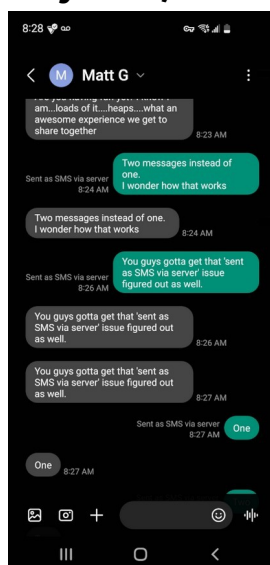 8:28
M Matt G
am...loads of it....heaps....what an
awesome experience we get to
share together
8:23 AM
Two messages instead of
one.
I wonder how that works
Sent as SMS via server
8:24 AM
Two messages instead of one.
I wonder how that works
8:24 AM
You guys gotta get that 'sent
as SMS via server' issue
figured out as well.
Sent as SMS via server
8:26 AM
You guys gotta get that 'sent
as SMS via server' issue figured out
as well.
8:26 AM
You guys gotta get that 'sent as
SMS via server' issue figured out
as well.
8:27 AM
Sent as SMS via server
8:27 AM
One
One
8:27 AM